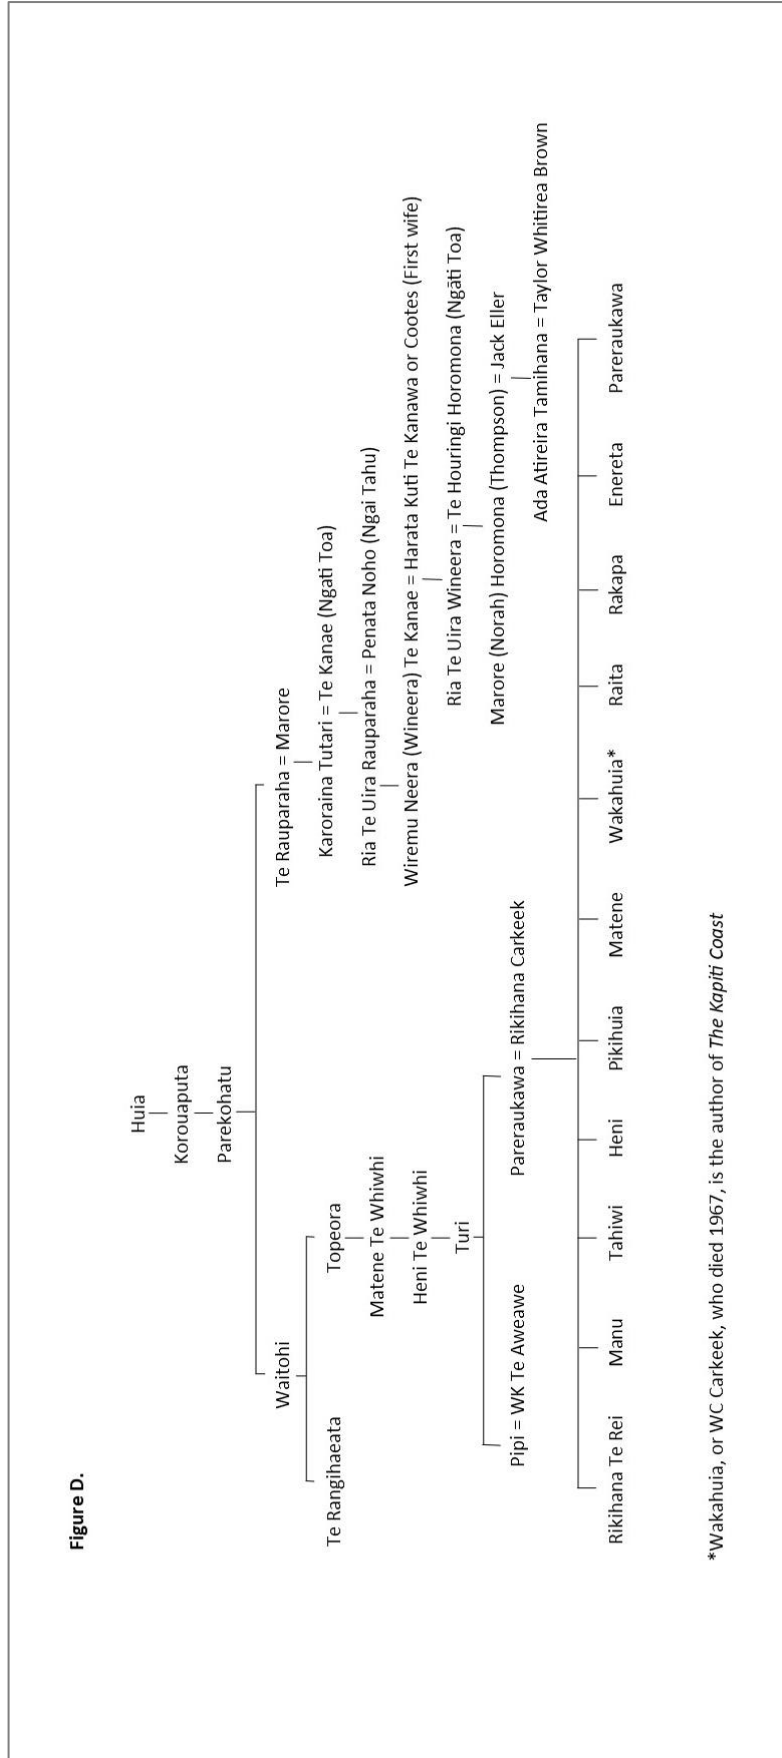 Figure D.
Huia
Korouaputa
Parekohatu
Waitohi
Te Rauparaha = Marore
Te Rangihaeata
Topeora
Karoraina Tutari = Te Kanae (Ngati Toa)
Matene Te Whiwhi
Ria Te Uira Rauparaha = Penata Noho (Ngai Tahu)
Heni Te Whiwhi
Wiremu Neera (Wineera) Te Kanae = Harata Kuti Te Kanawa or Cootes (First wife)
Turi
Ria Te Uira Wineera = Te Houringi Horomona (Ngāti Toa)
Marore (Norah) Horomona (Thompson) = Jack Eller
Pipi = WK Te Aweawe
Pareraukawa = Rikihana Carkeek
Ada Atireira Tamihana = Taylor Whitirea Brown
Rikihana Te Rei
Manu
Tahiwi
Heni
Pikihuia
Matene
Wakahuia*
Raita
Rakapa
Enereta
Pareraukawa
*Wakahuia, or WC Carkeek, who died 1967, is the author of The Kapiti Coast